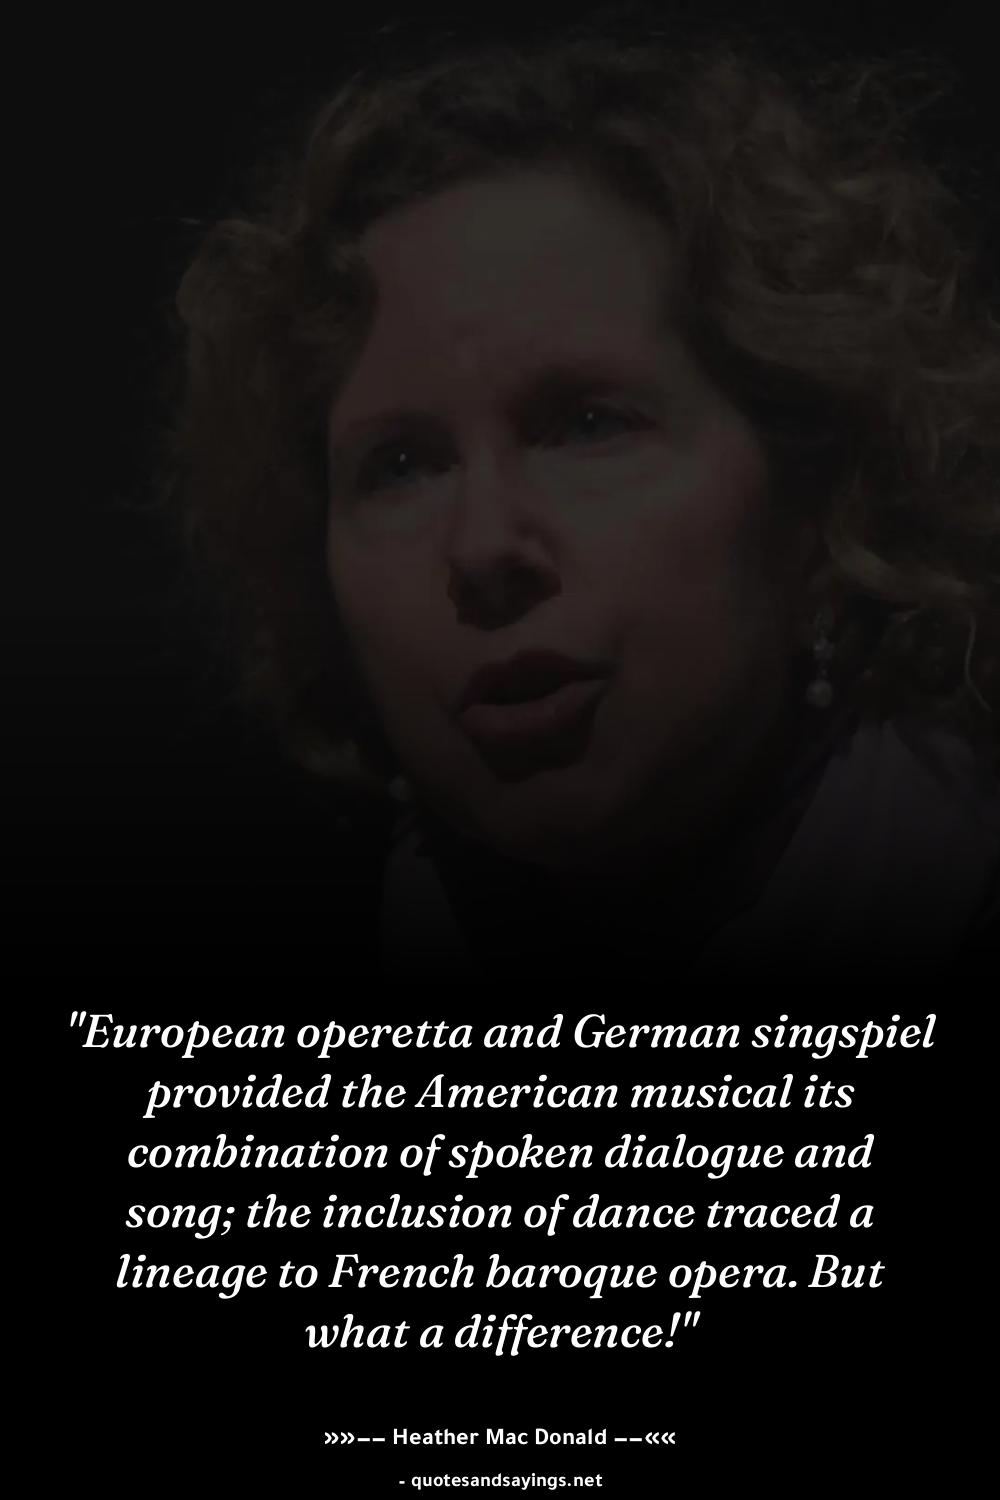 "European operetta and German singspiel
provided the American musical its
combination of spoken dialogue and
song; the inclusion of dance traced a
lineage to French baroque opera. But
what a difference!"
»»−− Heather Mac Donald −−««
- quotesandsayings.net